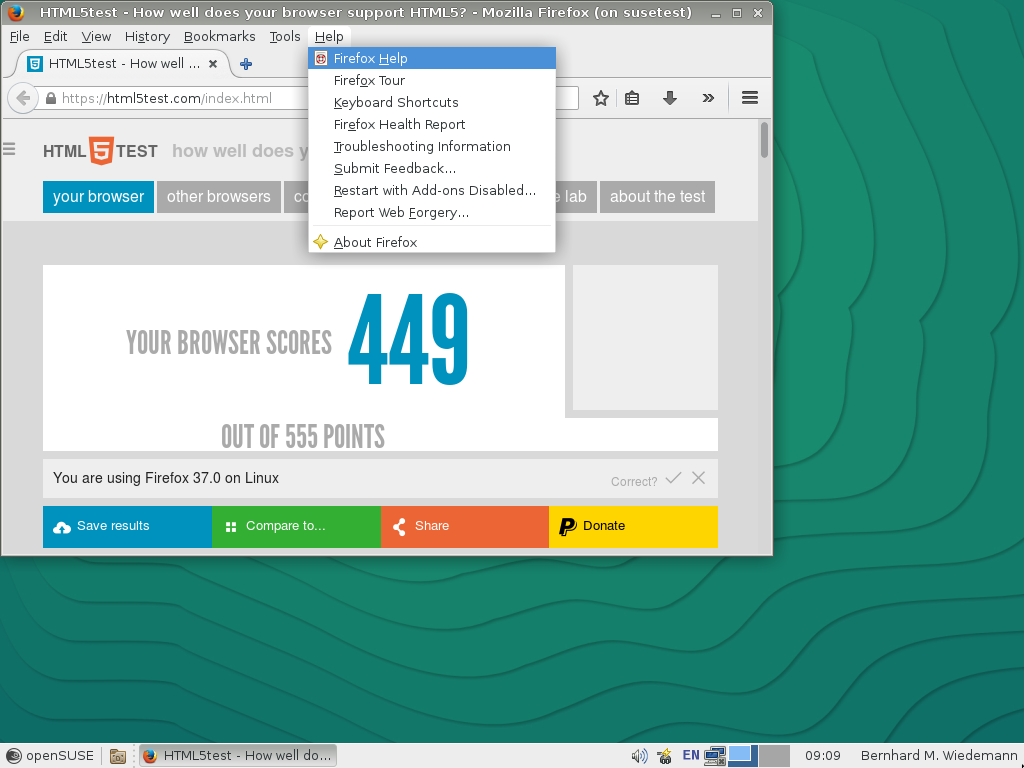 HTML5test - How well does your browser support HTML5? - Mozilla Firefox (on susetest)
File Edit View History Bookmarks Tools Help
HTML5test - How well ...
https://html5test.com/index.html
Firefox Help
Firefox Tour
Keyboard Shortcuts
Firefox Health Report
Troubleshooting Information
Submit Feedback...
Restart with Add-ons Disabled...
Report Web Forgery...
About Firefox
HTML 5 TEST how well does y
your browser other browsers co e lab about the test
YOUR BROWSER SCORES 449
OUT OF 555 POINTS
You are using Firefox 37.0 on Linux Correct?
Save results Compare to... Share Donate
openSUSE HTML5test - How well do... EN 09:09 Bernhard M. Wiedemann